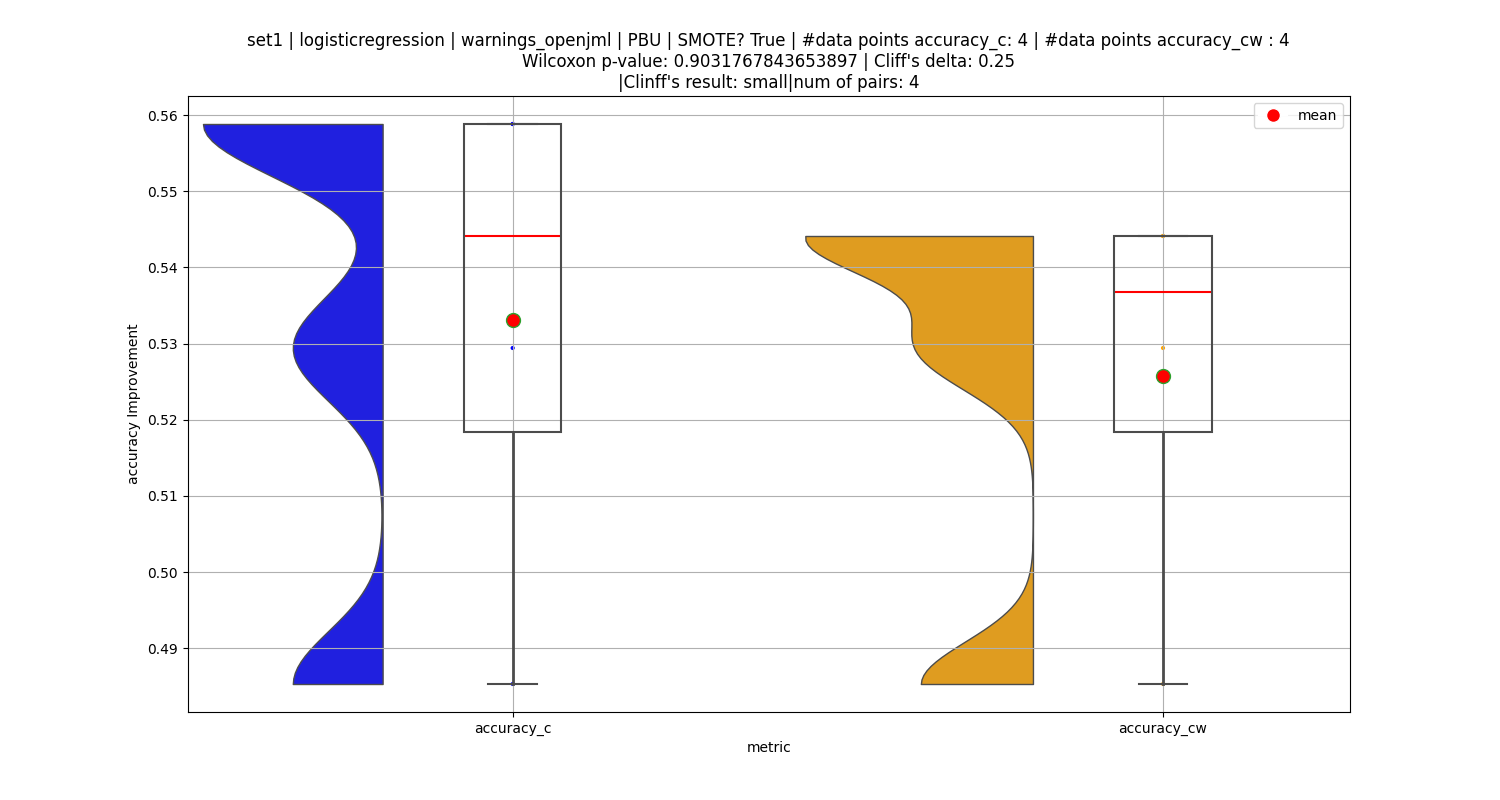 set1 | logisticregression | warnings_openjml | PBU | SMOTE? True | #data points accuracy_c: 4 | #data points accuracy_cw : 4
Wilcoxon p-value: 0.9031767843653897 | Cliff's delta: 0.25
|Clinff's result: small|num of pairs: 4
mean
0.56
0.55
0.54
0.53
0.52
0.51
0.50
0.49
accuracy Improvement
accuracy_c
accuracy_cw
metric